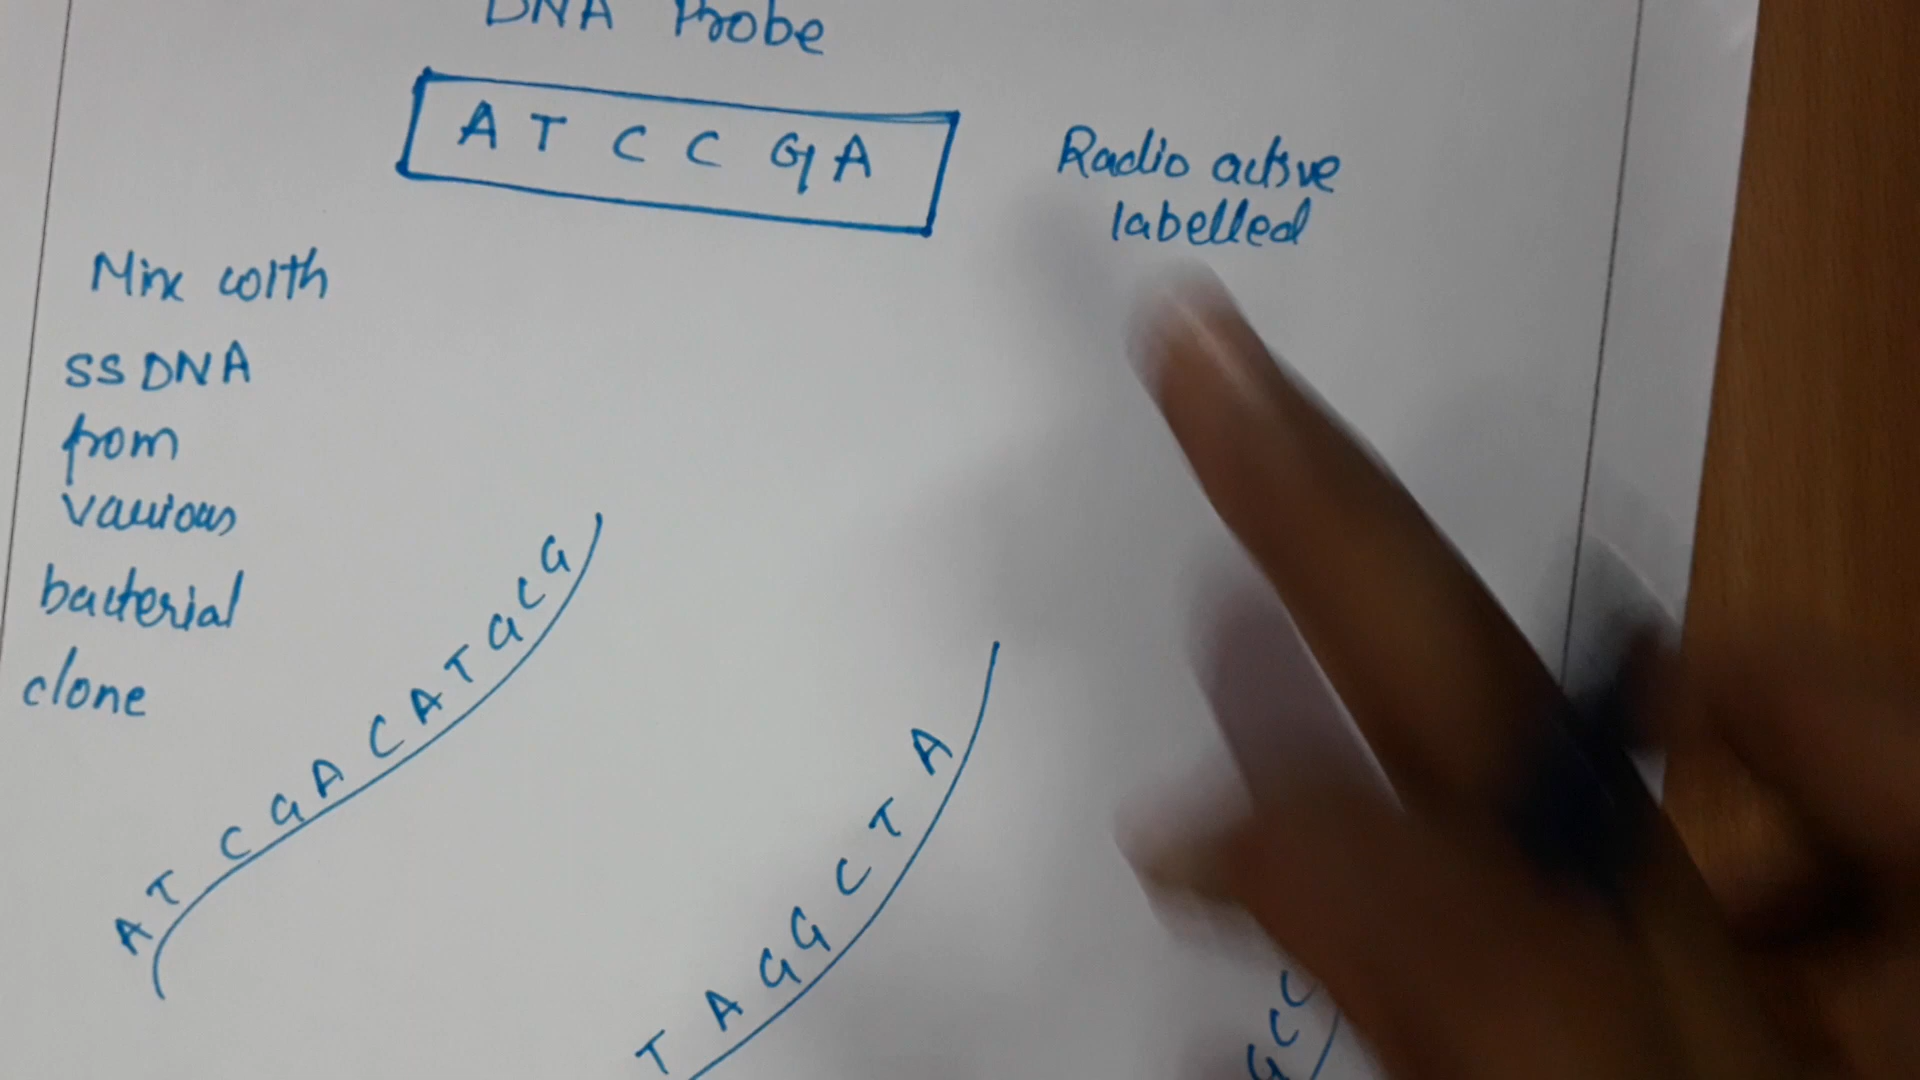 DNA Probe
A T C C G A
Radio active
labelled
Mix with
SS DNA
from
various
bacterial
clone
A T C G A C A T G C G
T A G G C T A
G C C